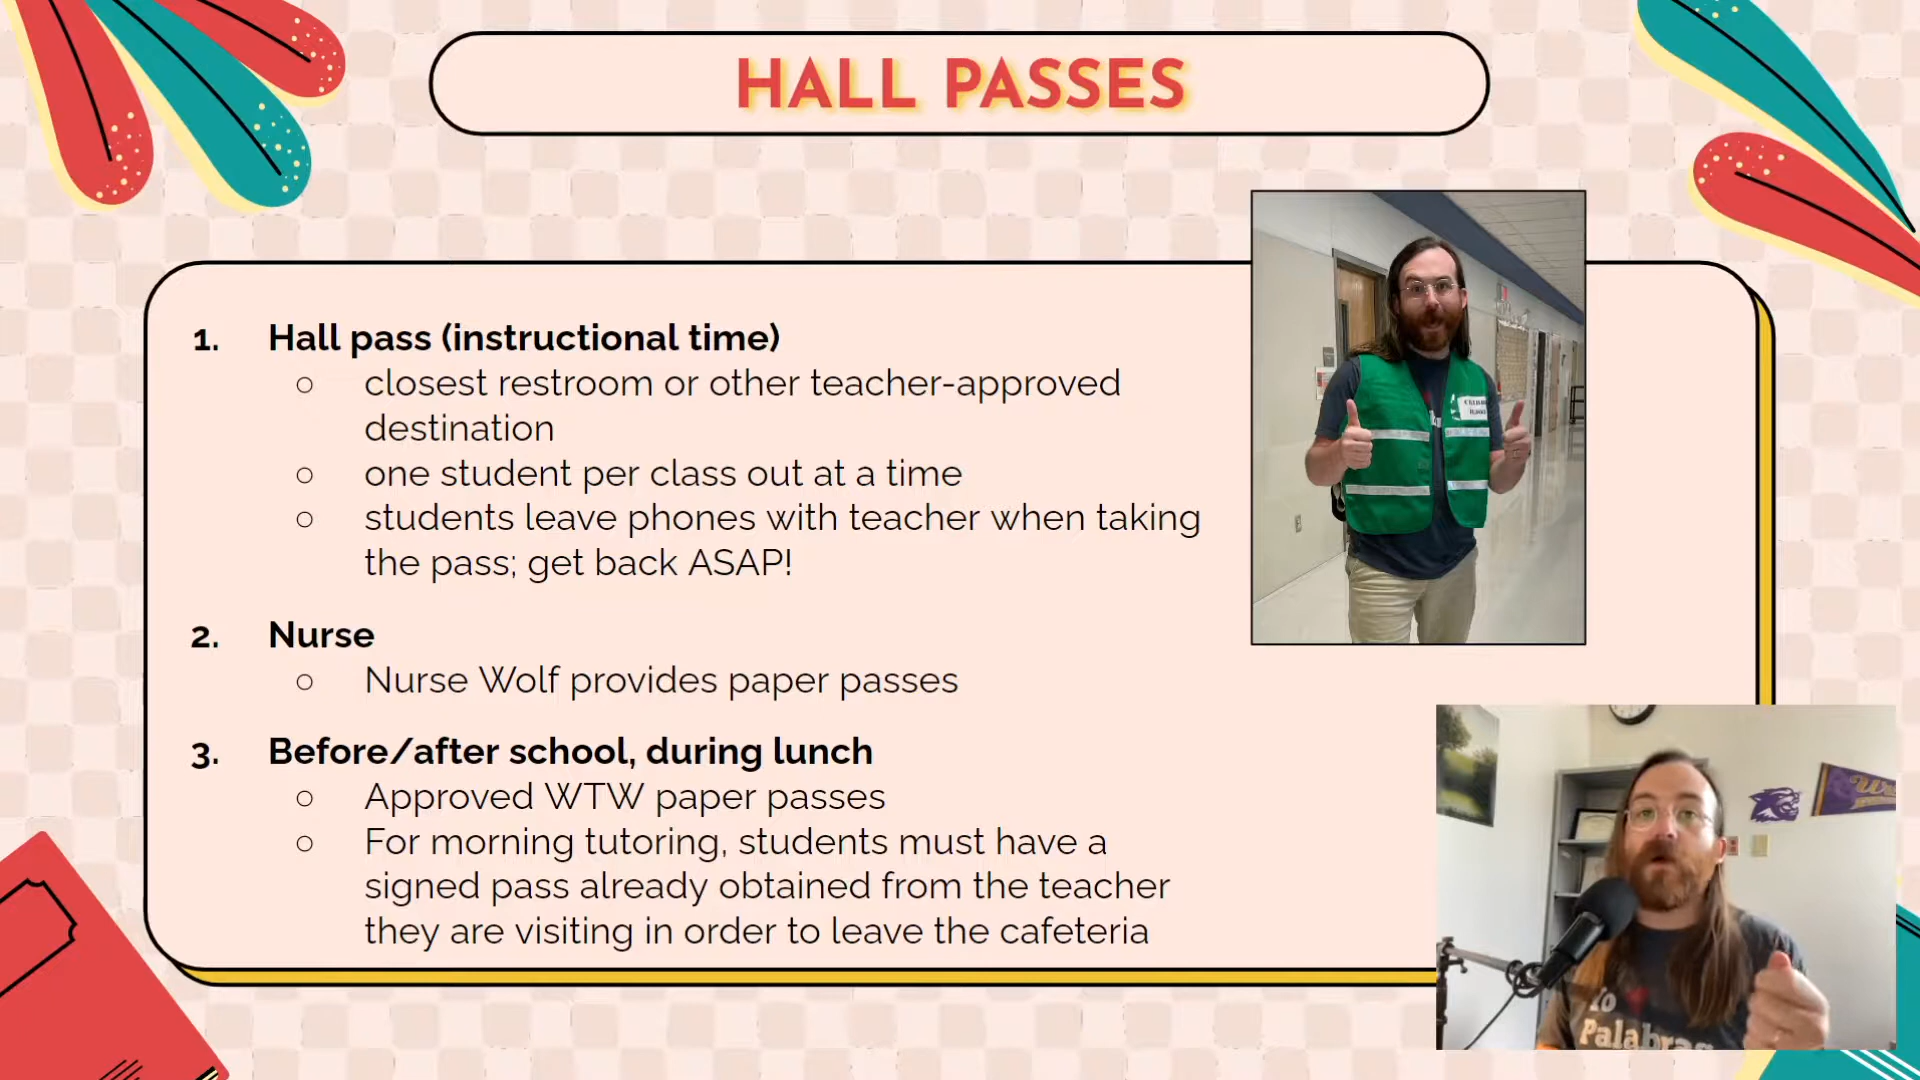 HALL PASSES
1. Hall pass (instructional time)
○ closest restroom or other teacher-approved
destination
○ one student per class out at a time
○ students leave phones with teacher when taking
the pass; get back ASAP!
2. Nurse
○ Nurse Wolf provides paper passes
3. Before/after school, during lunch
○ Approved WTW paper passes
○ For morning tutoring, students must have a
signed pass already obtained from the teacher
they are visiting in order to leave the cafeteria
Yo
Palabras